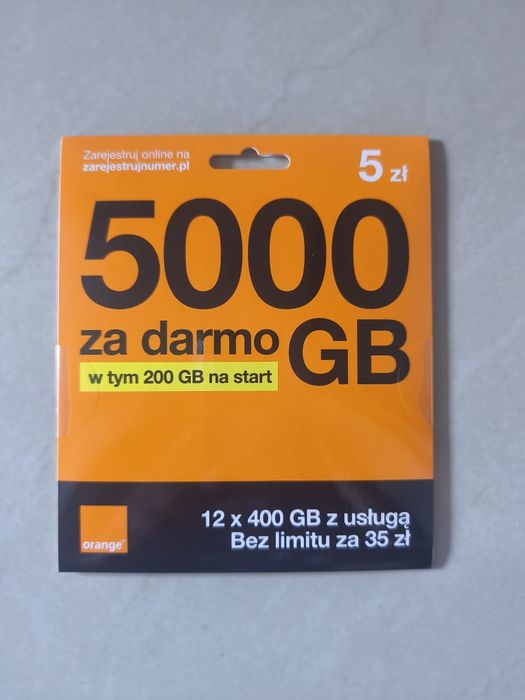 Zarejestruj online na
zarejestrujnumer.pl
5 zł
5000
za darmo GB
w tym 200 GB na start
12 x 400 GB z usługą
Bez limitu za 35 zł
orange